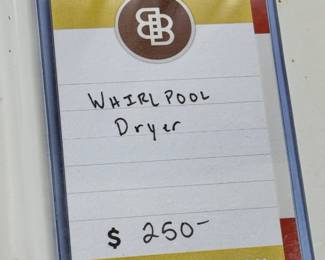 B
WHIRLPOOL
Dryer
$ 250-